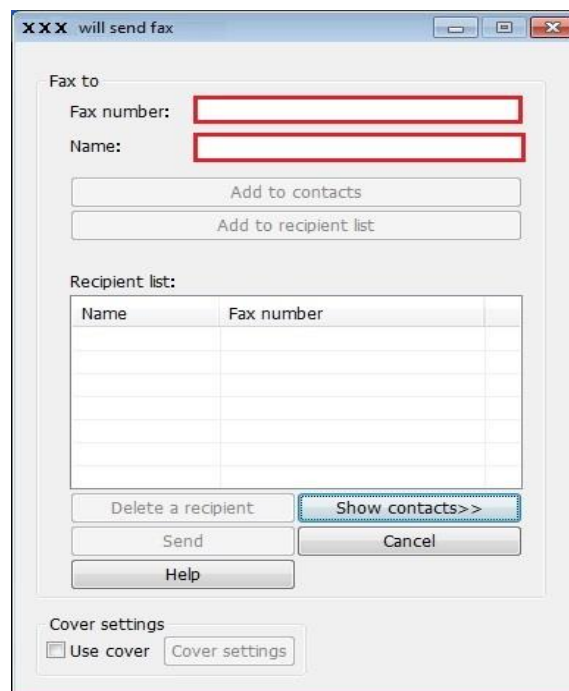 XXX will send fax
Fax to
Fax number:
Name:
Add to contacts
Add to recipient list
Recipient list:
Name Fax number
Delete a recipient Show contacts>>
Send Cancel
Help
Cover settings
Use cover Cover settings